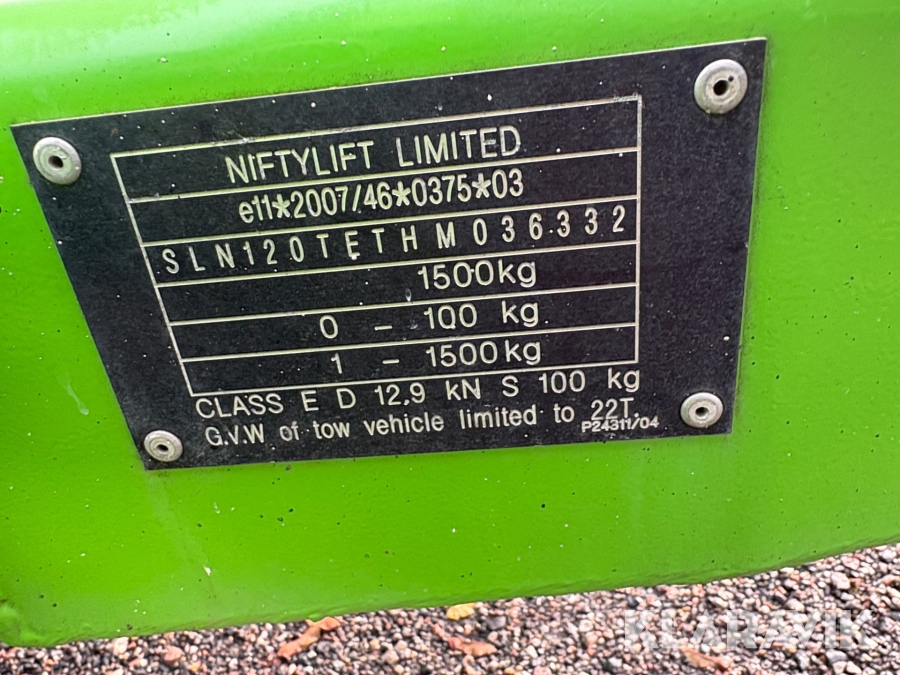 NIFTYLIFT LIMITED
e11*2007/46*0375*03
SLN120TETHM036332
1500kg
0 - 100 kg
1 - 1500kg
CLASS E D 12.9 kN S 100 kg
G.V.W of tow vehicle limited to 22T.
P24311/04
KLARAVIK